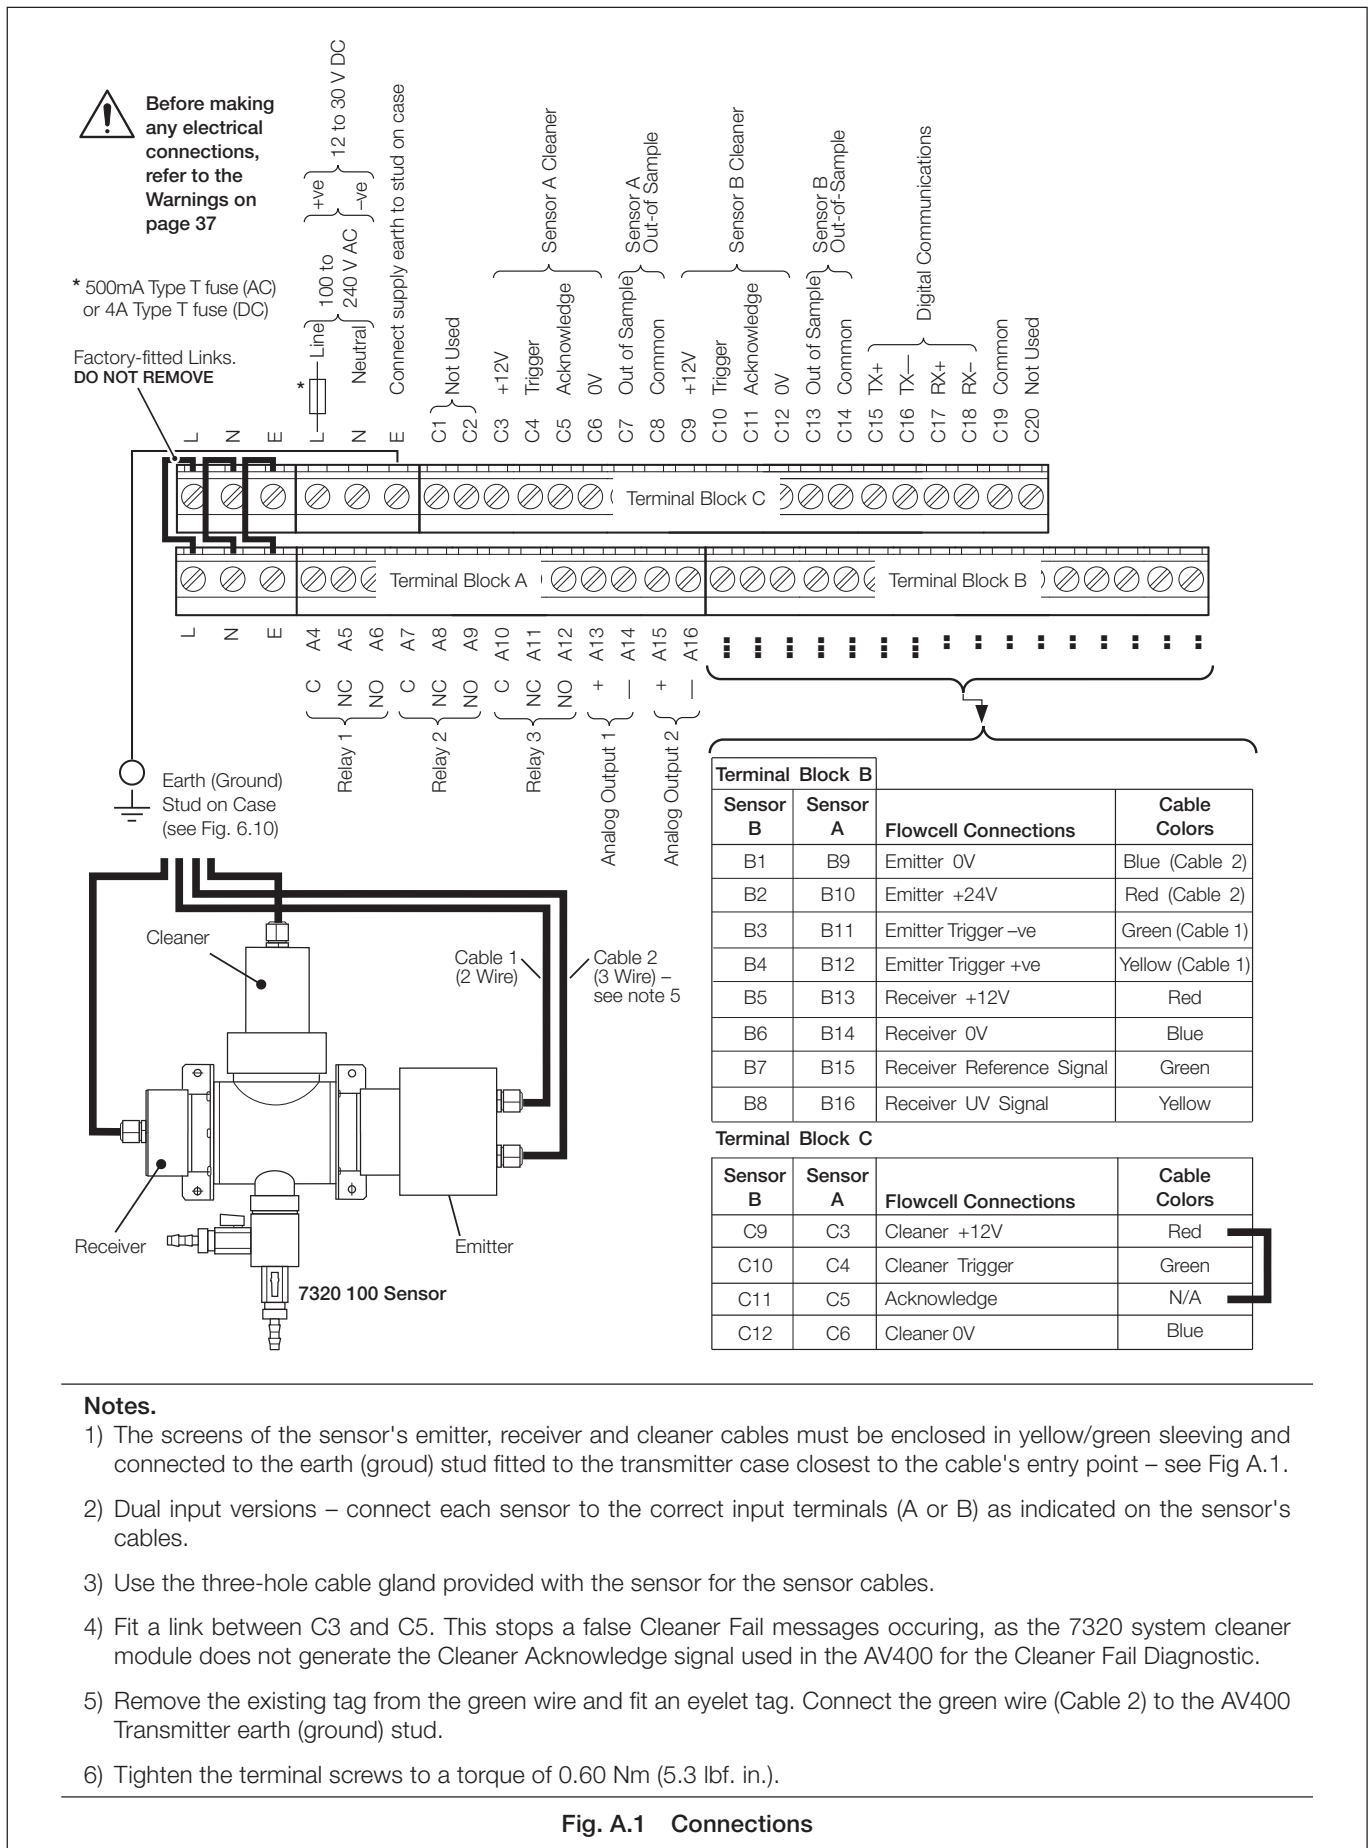 Before making
any electrical
connections,
refer to the
Warnings on
page 37
* 500mA Type T fuse (AC)
or 4A Type T fuse (DC)
Factory-fitted Links.
DO NOT REMOVE
12 to 30 V DC
+ve
–ve
100 to
240 V AC
* Line
Neutral
Connect supply earth to stud on case
Not Used
Sensor A Cleaner
+12V
Trigger
Acknowledge
0V
Sensor A
Out-of Sample
Out of Sample
Common
Sensor B Cleaner
+12V
Trigger
Acknowledge
0V
Sensor B
Out-of-Sample
Out of Sample
Common
Digital Communications
TX+
TX—
RX+
RX–
Common
Not Used
L N E L N E C1 C2 C3 C4 C5 C6 C7 C8 C9 C10 C11 C12 C13 C14 C15 C16 C17 C18 C19 C20
Terminal Block C
Terminal Block A
Terminal Block B
L N E A4 A5 A6 A7 A8 A9 A10 A11 A12 A13 A14 A15 A16
C NC NO C NC NO C NC NO + — + —
Relay 1
Relay 2
Relay 3
Analog Output 1
Analog Output 2
Earth (Ground)
Stud on Case
(see Fig. 6.10)
Cleaner
Cable 1
(2 Wire)
Cable 2
(3 Wire) –
see note 5
Receiver
Emitter
7320 100 Sensor
Terminal Block B
Sensor B Sensor A Flowcell Connections Cable Colors
B1 B9 Emitter 0V Blue (Cable 2)
B2 B10 Emitter +24V Red (Cable 2)
B3 B11 Emitter Trigger –ve Green (Cable 1)
B4 B12 Emitter Trigger +ve Yellow (Cable 1)
B5 B13 Receiver +12V Red
B6 B14 Receiver 0V Blue
B7 B15 Receiver Reference Signal Green
B8 B16 Receiver UV Signal Yellow
Terminal Block C
Sensor B Sensor A Flowcell Connections Cable Colors
C9 C3 Cleaner +12V Red
C10 C4 Cleaner Trigger Green
C11 C5 Acknowledge N/A
C12 C6 Cleaner 0V Blue
Notes.
1) The screens of the sensor's emitter, receiver and cleaner cables must be enclosed in yellow/green sleeving and
connected to the earth (groud) stud fitted to the transmitter case closest to the cable's entry point – see Fig A.1.
2) Dual input versions – connect each sensor to the correct input terminals (A or B) as indicated on the sensor's
cables.
3) Use the three-hole cable gland provided with the sensor for the sensor cables.
4) Fit a link between C3 and C5. This stops a false Cleaner Fail messages occuring, as the 7320 system cleaner
module does not generate the Cleaner Acknowledge signal used in the AV400 for the Cleaner Fail Diagnostic.
5) Remove the existing tag from the green wire and fit an eyelet tag. Connect the green wire (Cable 2) to the AV400
Transmitter earth (ground) stud.
6) Tighten the terminal screws to a torque of 0.60 Nm (5.3 lbf. in.).
Fig. A.1 Connections